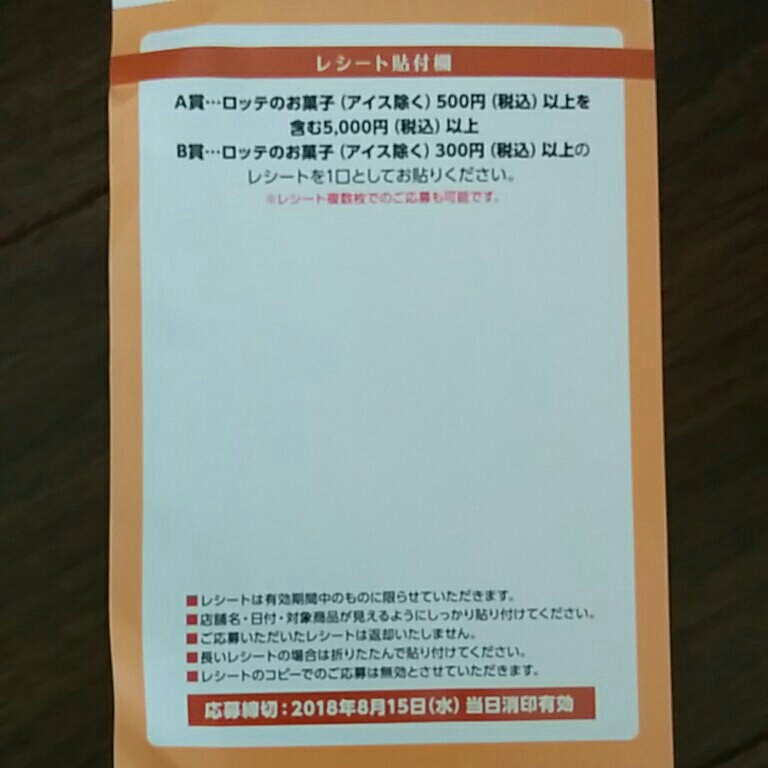 レシート貼付欄
A賞…ロッテのお菓子(アイス除く)500円(税込)以上を
含む5,000円(税込)以上
B賞…ロッテのお菓子(アイス除く)300円(税込)以上の
レシートを1口としてお貼りください。
※レシート複数枚でのご応募も可能です。
■レシートは有効期間中のものに限らせていただきます。
■店舗名・日付・対象商品が見えるようにしっかり貼り付けてください。
■ご応募いただいたレシートは返却いたしません。
■長いレシートの場合は折りたたんで貼り付けてください。
■レシートのコピーでのご応募は無効とさせていただきます。
応募締切:2018年8月15日(水)当日消印有効